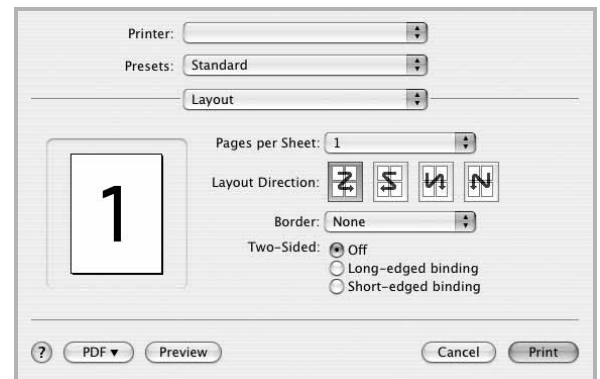 Printer:
Presets: Standard
Layout
Pages per Sheet: 1
1
Layout Direction:
Border: None
Two-Sided: Off
Long-edged binding
Short-edged binding
? PDF▼ Preview Cancel Print